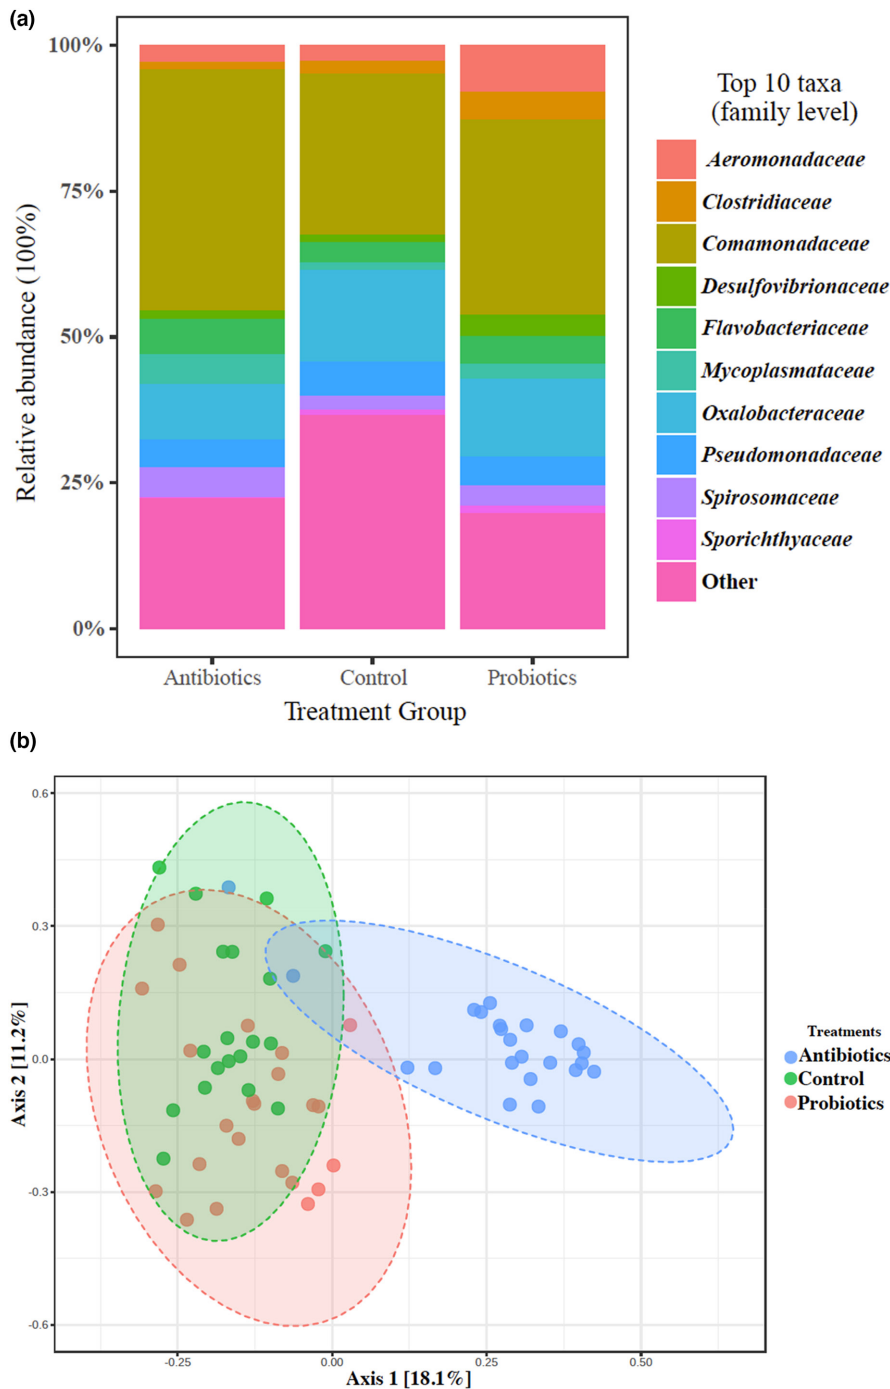 (a)
100%
75%
50%
25%
0%
Relative abundance (100%)
Antibiotics
Control
Probiotics
Treatment Group
Top 10 taxa
(family level)
Aeromonadaceae
Clostridiaceae
Comamonadaceae
Desulfovibrionaceae
Flavobacteriaceae
Mycoplasmataceae
Oxalobacteraceae
Pseudomonadaceae
Spirosomaceae
Sporichthyaceae
Other
(b)
0.6
0.3
0.0
-0.3
-0.6
Axis 2 [11.2%]
-0.25
0.00
0.25
0.50
Axis 1 [18.1%]
Treatments
Antibiotics
Control
Probiotics